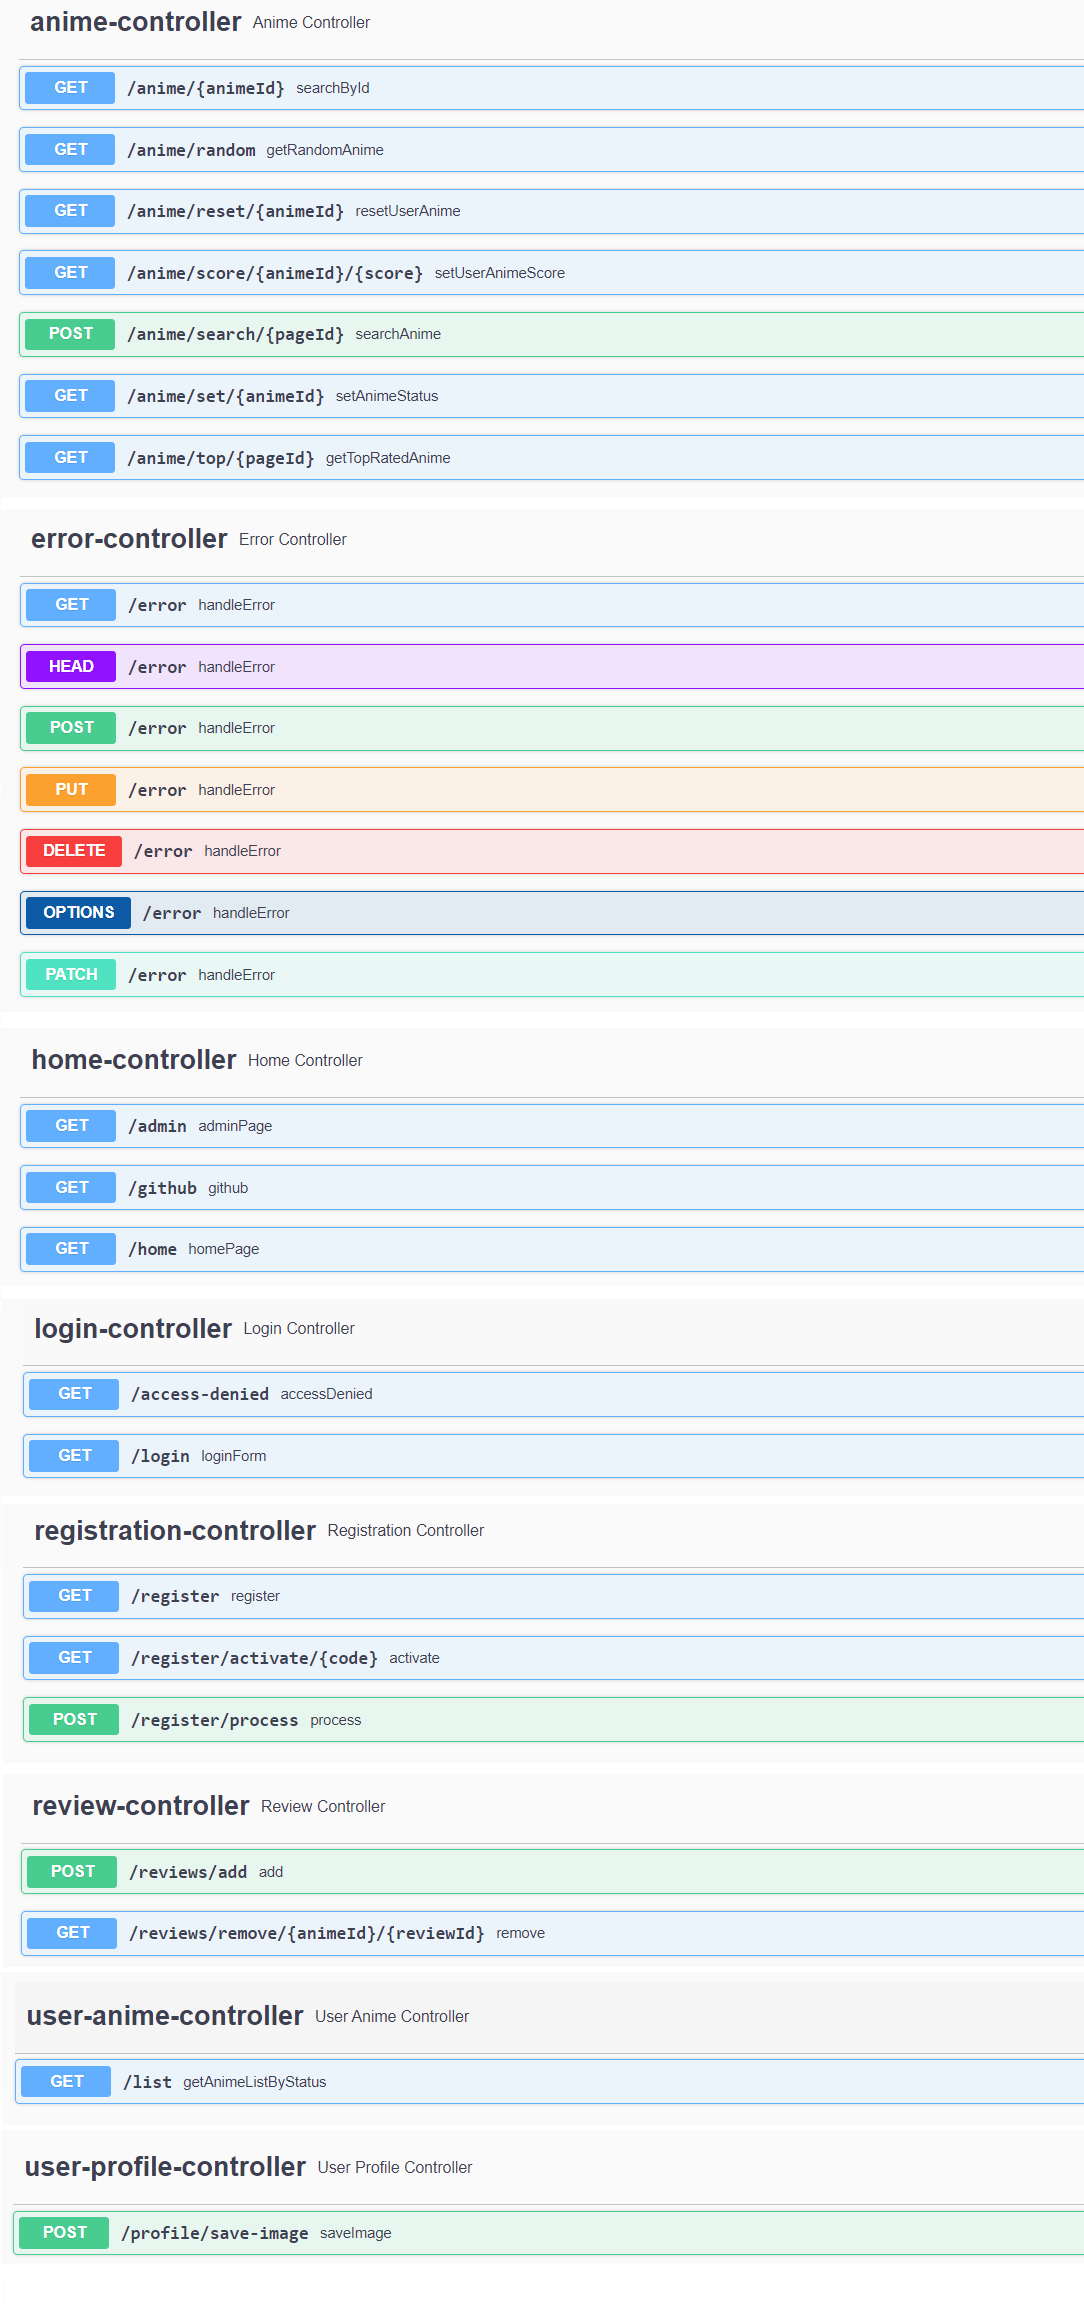 anime-controller Anime Controller
GET /anime/{animeId} searchById
GET /anime/random getRandomAnime
GET /anime/reset/{animeId} resetUserAnime
GET /anime/score/{animeId}/{score} setUserAnimeScore
POST /anime/search/{pageId} searchAnime
GET /anime/set/{animeId} setAnimeStatus
GET /anime/top/{pageId} getTopRatedAnime
error-controller Error Controller
GET /error handleError
HEAD /error handleError
POST /error handleError
PUT /error handleError
DELETE /error handleError
OPTIONS /error handleError
PATCH /error handleError
home-controller Home Controller
GET /admin adminPage
GET /github github
GET /home homePage
login-controller Login Controller
GET /access-denied accessDenied
GET /login loginForm
registration-controller Registration Controller
GET /register register
GET /register/activate/{code} activate
POST /register/process process
review-controller Review Controller
POST /reviews/add add
GET /reviews/remove/{animeId}/{reviewId} remove
user-anime-controller User Anime Controller
GET /list getAnimeListByStatus
user-profile-controller User Profile Controller
POST /profile/save-image saveImage